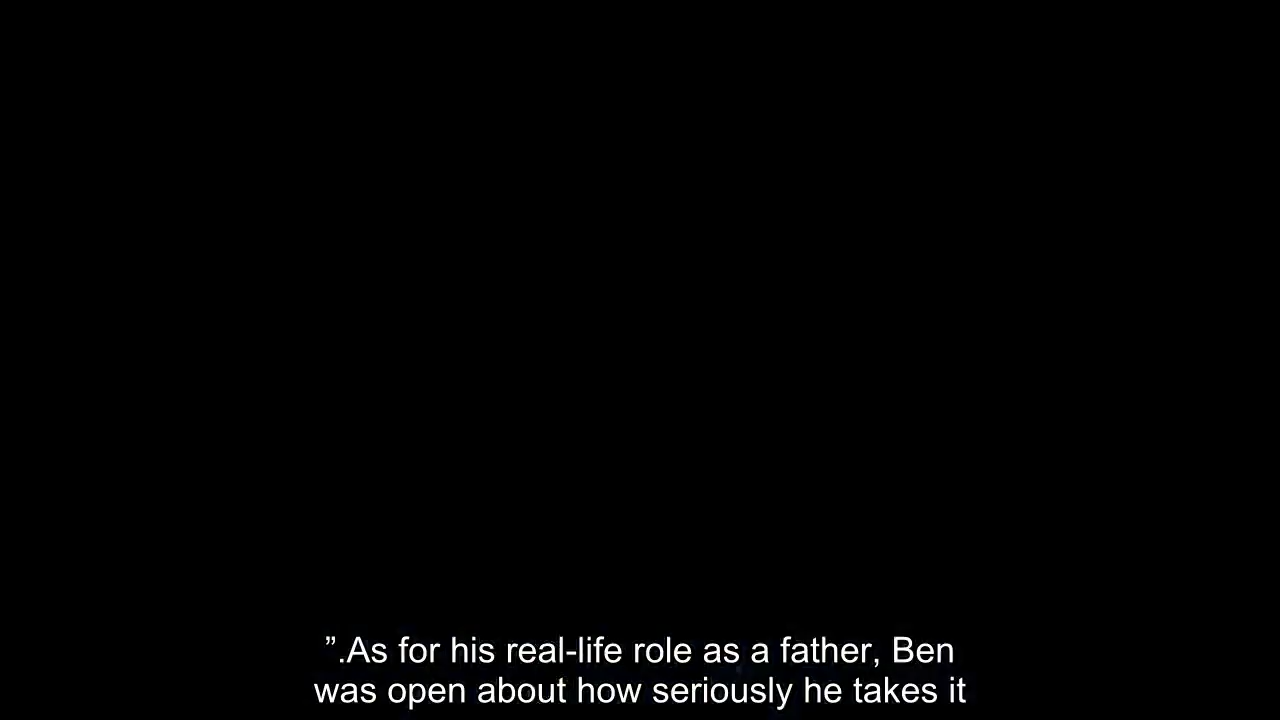 ”.As for his real-life role as a father, Ben
was open about how seriously he takes it